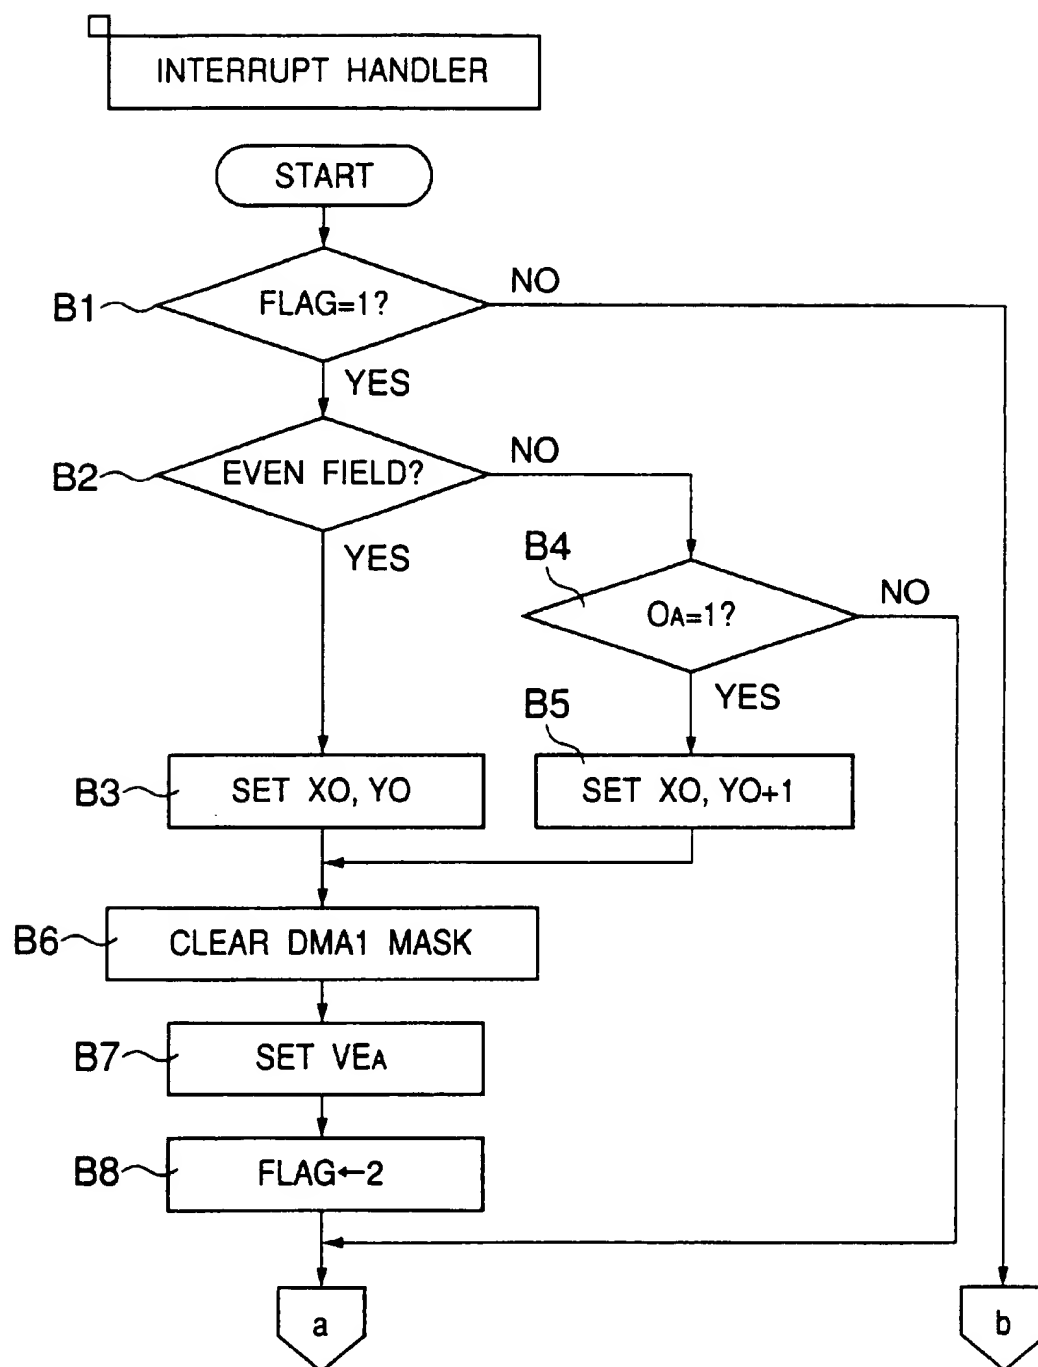 INTERRUPT HANDLER
START
B1
FLAG=1?
NO
YES
B2
EVEN FIELD?
NO
YES
B4
OA=1?
NO
YES
B5
B3
SET XO, YO
SET XO, YO+1
B6
CLEAR DMA1 MASK
B7
SET VEA
B8
FLAG←2
a
b